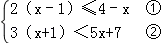 2（x－1）≤4－x ①
3（x+1）＜5x+7 ②